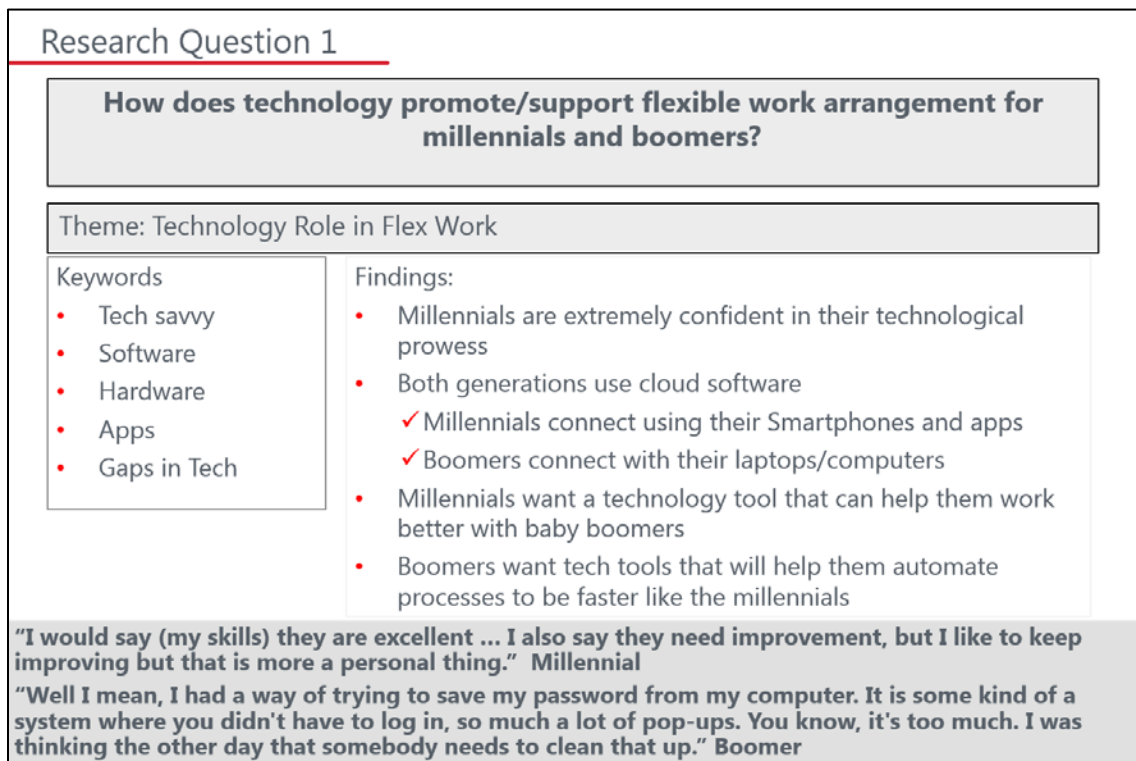 Research Question 1
How does technology promote/support flexible work arrangement for
millennials and boomers?
Theme: Technology Role in Flex Work
Keywords
• Tech savvy
• Software
• Hardware
• Apps
• Gaps in Tech
Findings:
• Millennials are extremely confident in their technological
prowess
• Both generations use cloud software
✓Millennials connect using their Smartphones and apps
✓Boomers connect with their laptops/computers
• Millennials want a technology tool that can help them work
better with baby boomers
• Boomers want tech tools that will help them automate
processes to be faster like the millennials
“I would say (my skills) they are excellent ... I also say they need improvement, but I like to keep
improving but that is more a personal thing.” Millennial
“Well I mean, I had a way of trying to save my password from my computer. It is some kind of a
system where you didn't have to log in, so much a lot of pop-ups. You know, it's too much. I was
thinking the other day that somebody needs to clean that up.” Boomer